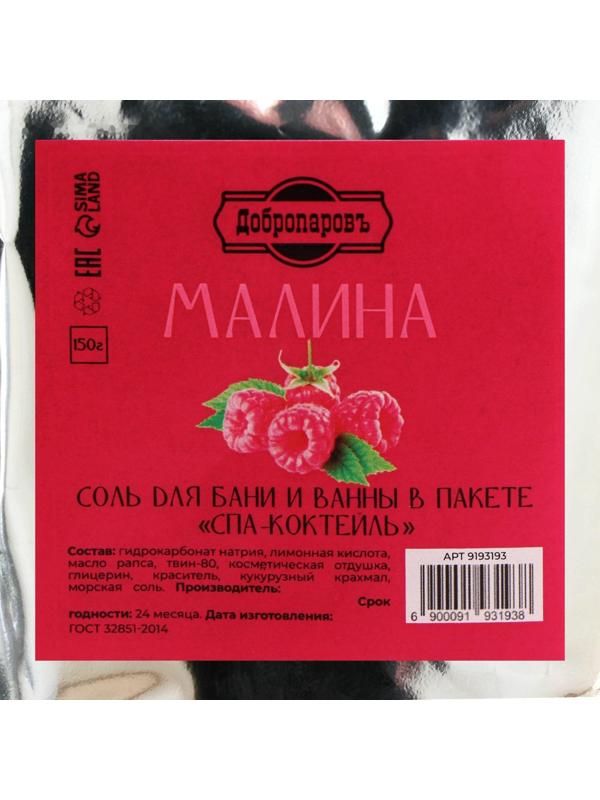 SIMA
LAND
EAC
150г
Добропаровъ
МАЛИНА
СОЛЬ ДЛЯ БАНИ И ВАННЫ В ПАКЕТЕ
«СПА-КОКТЕЙЛЬ»
Состав: гидрокарбонат натрия, лимонная кислота,
масло рапса, твин-80, косметическая отдушка,
глицерин, краситель, кукурузный крахмал,
морская соль. Производитель:
Срок
годности: 24 месяца. Дата изготовления:
ГОСТ 32851-2014
АРТ 9193193
6 900091 931938